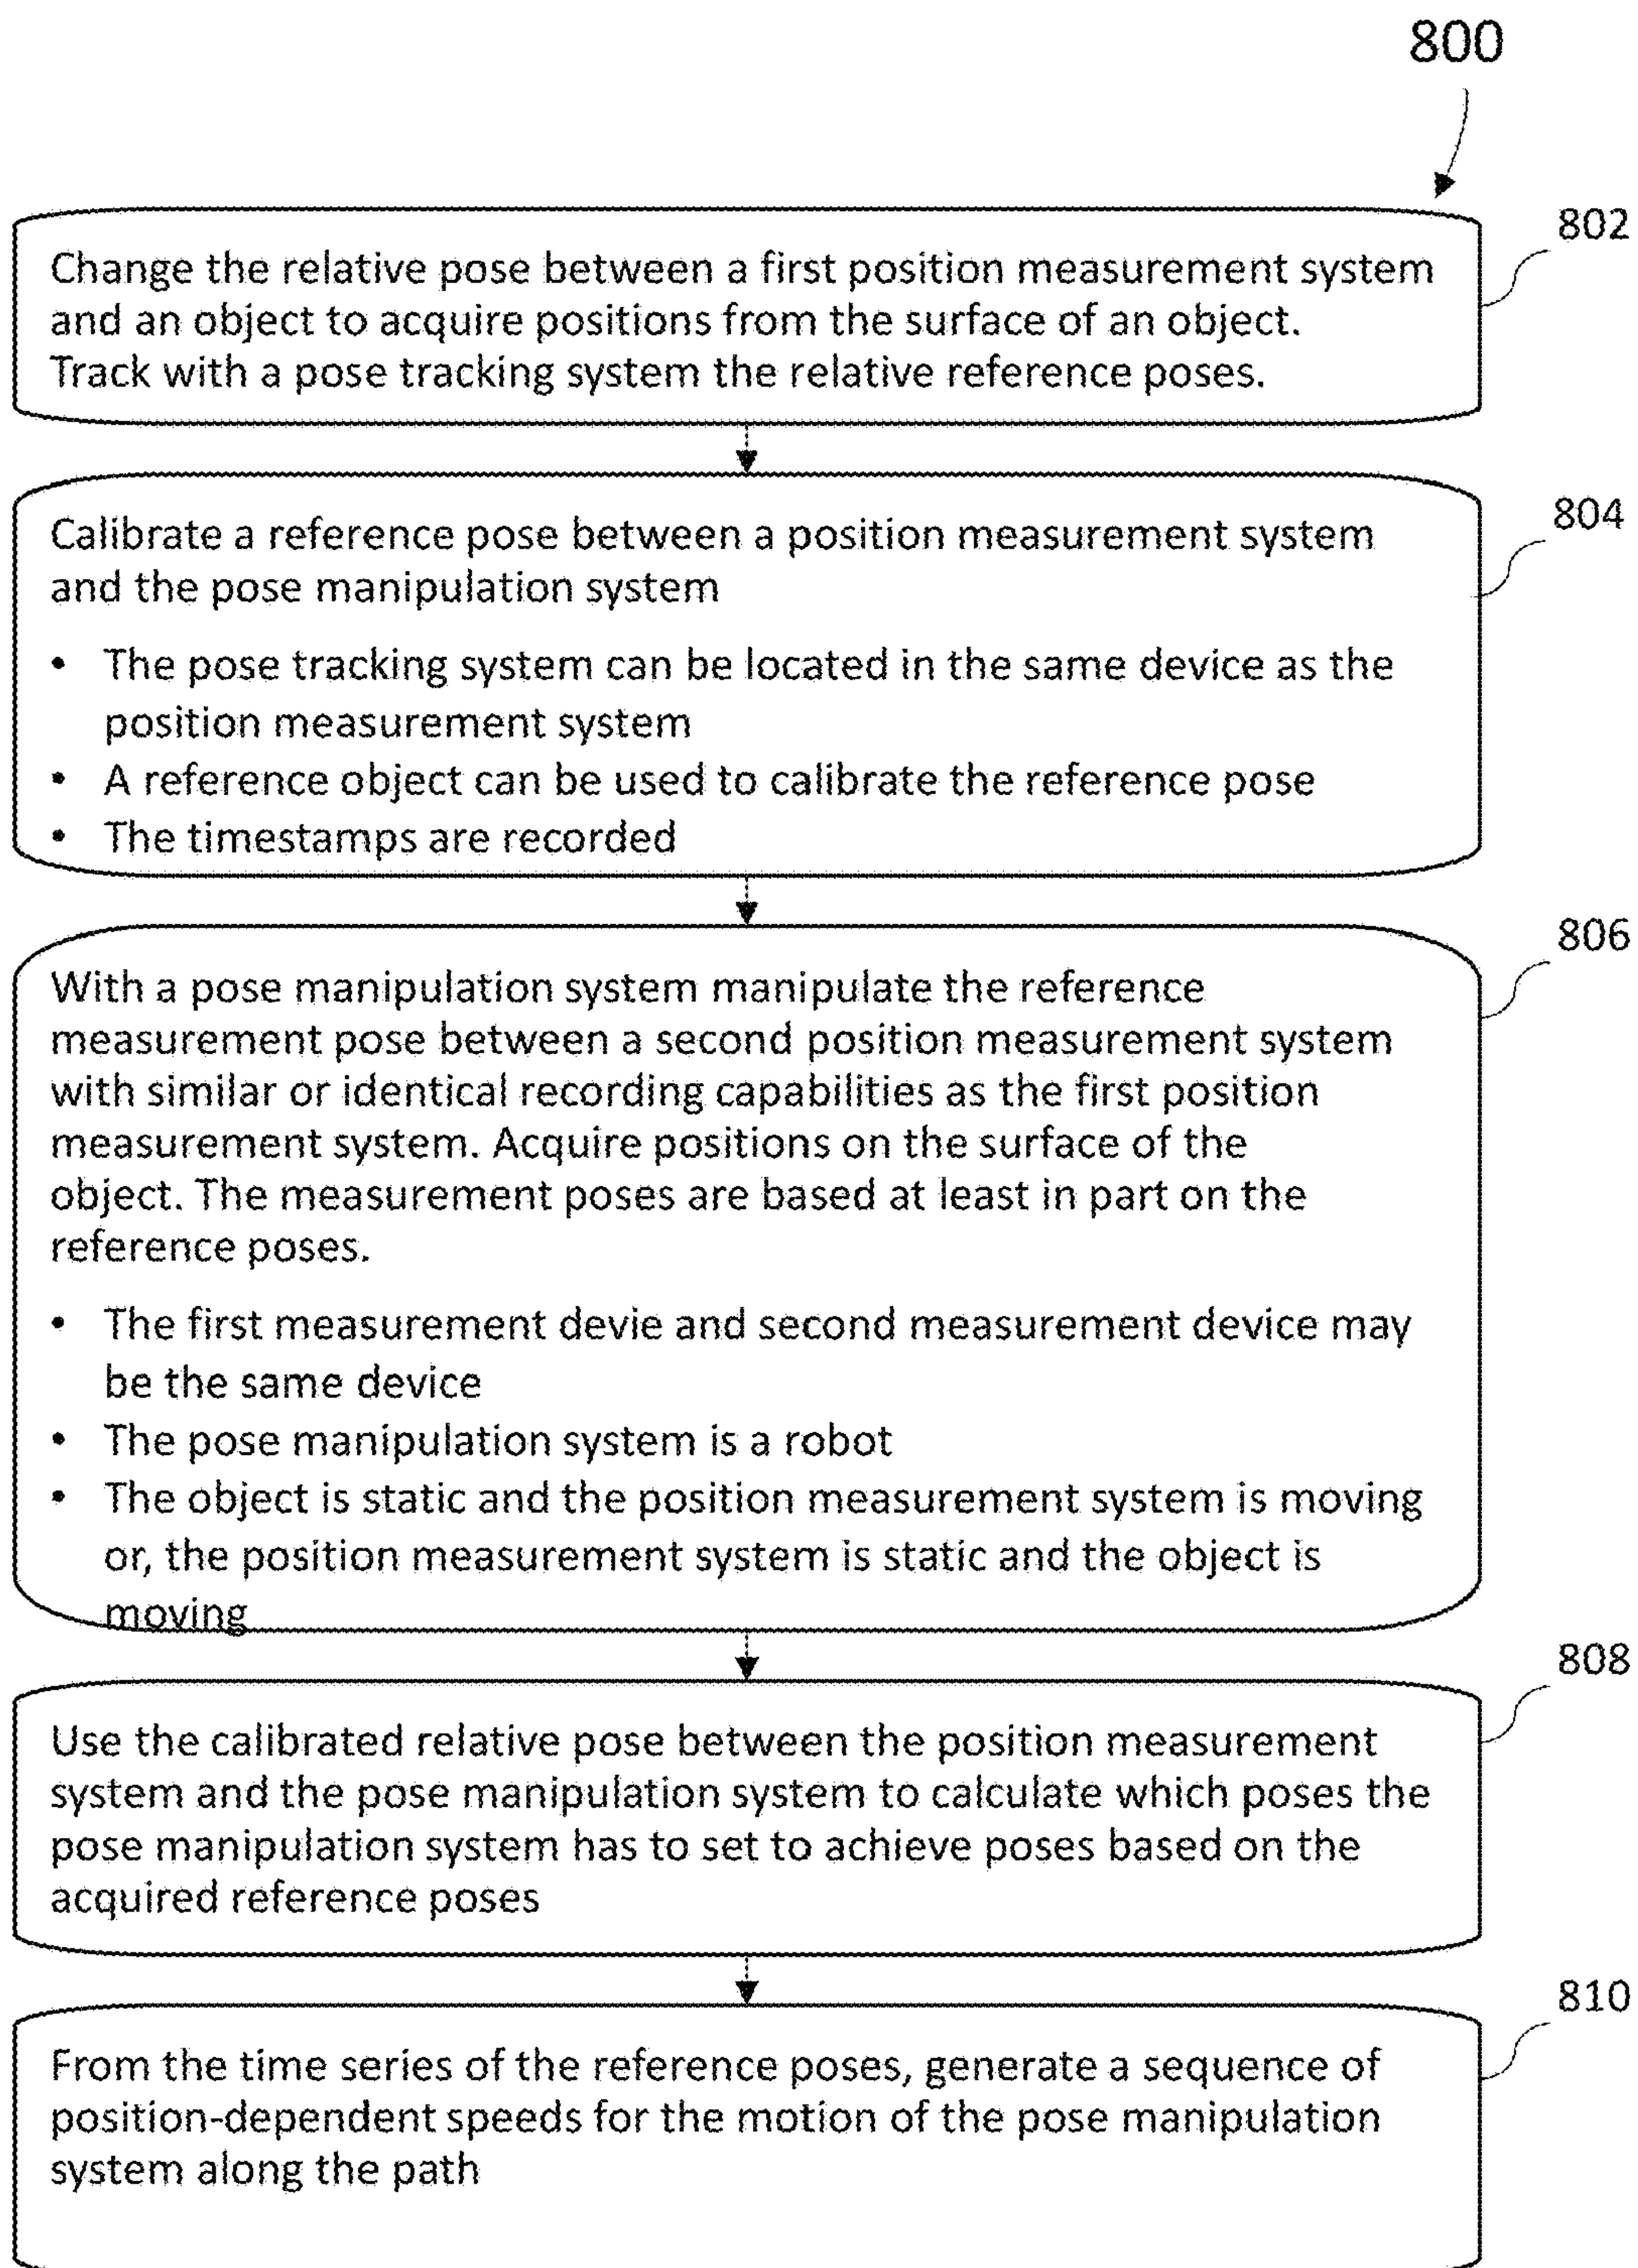 800
802
Change the relative pose between a first position measurement system
and an object to acquire positions from the surface of an object.
Track with a pose tracking system the relative reference poses.
804
Calibrate a reference pose between a position measurement system
and the pose manipulation system
• The pose tracking system can be located in the same device as the
position measurement system
• A reference object can be used to calibrate the reference pose
• The timestamps are recorded
806
With a pose manipulation system manipulate the reference
measurement pose between a second position measurement system
with similar or identical recording capabilities as the first position
measurement system. Acquire positions on the surface of the
object. The measurement poses are based at least in part on the
reference poses.
• The first measurement devie and second measurement device may
be the same device
• The pose manipulation system is a robot
• The object is static and the position measurement system is moving
or, the position measurement system is static and the object is
moving
808
Use the calibrated relative pose between the position measurement
system and the pose manipulation system to calculate which poses the
pose manipulation system has to set to achieve poses based on the
acquired reference poses
810
From the time series of the reference poses, generate a sequence of
position-dependent speeds for the motion of the pose manipulation
system along the path